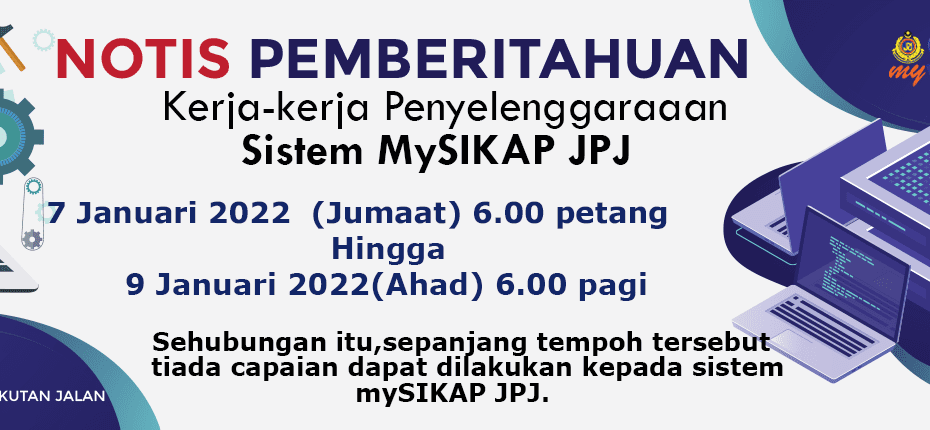 NOTIS PEMBERITAHUAN
my
Kerja-kerja Penyelenggaraaan
Sistem MySIKAP JPJ
7 Januari 2022 (Jumaat) 6.00 petang
Hingga
9 Januari 2022(Ahad) 6.00 pagi
Sehubungan itu,sepanjang tempoh tersebut
tiada capaian dapat dilakukan kepada sistem
mySIKAP JPJ.
KUTAN JALAN